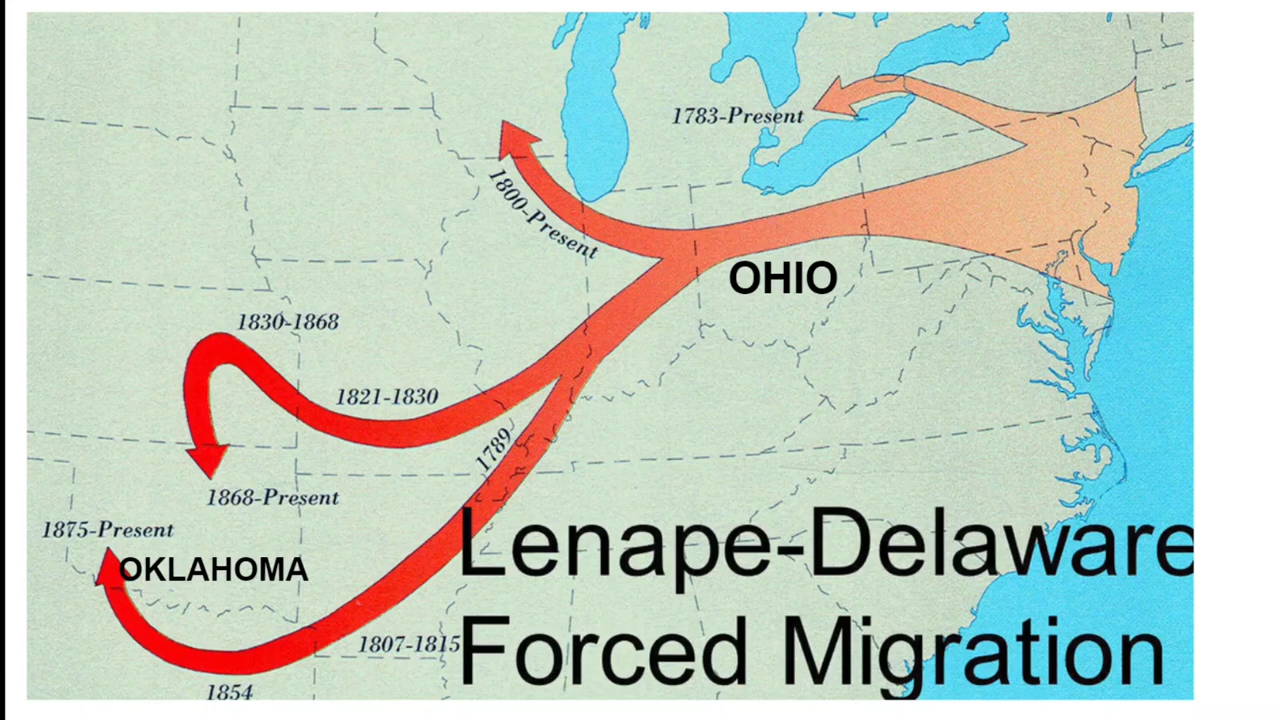 1783-Present
1800-Present
OHIO
1830-1868
1821-1830
1789
1868-Present
1875-Present
OKLAHOMA
Lenape-Delaware
Forced Migration
1807-1815
1854